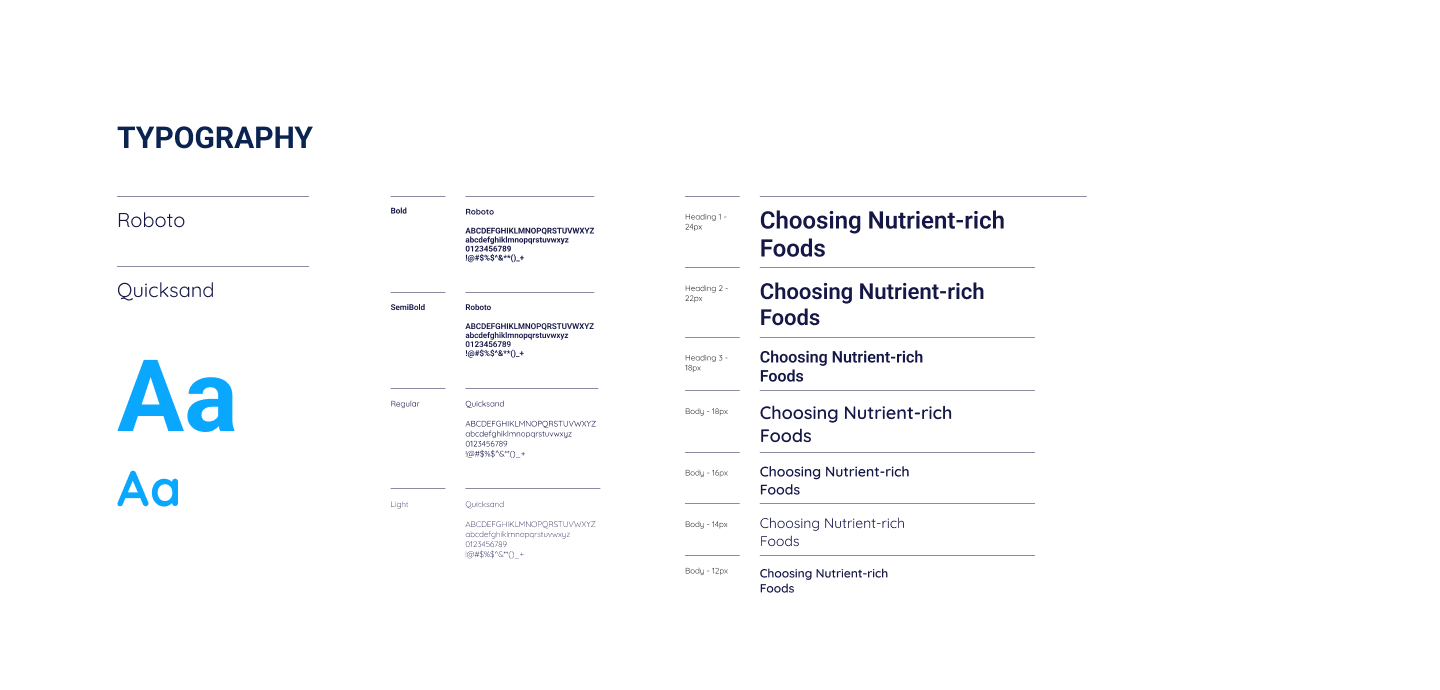 TYPOGRAPHY
Roboto
Quicksand
Aa
Aa
Bold
Roboto
ABCDEFGHIKLMNOPQRSTUVWXYZ
abcdefghiklmnopqrstuvwxyz
0123456789
!@#$%$^&**()_+
SemiBold
Roboto
ABCDEFGHIKLMNOPQRSTUVWXYZ
abcdefghiklmnopqrstuvwxyz
0123456789
!@#$%$^&**()_+
Regular
Quicksand
ABCDEFGHIKLMNOPQRSTUVWXYZ
abcdefghiklmnopqrstuvwxyz
0123456789
!@#$%$^&**()_+
Light
Quicksand
ABCDEFGHIKLMNOPQRSTUVWXYZ
abcdefghiklmnopqrstuvwxyz
0123456789
!@#$%$^&**()_+
Heading 1 -
24px
Choosing Nutrient-rich
Foods
Heading 2 -
22px
Choosing Nutrient-rich
Foods
Heading 3 -
18px
Choosing Nutrient-rich
Foods
Body - 18px
Choosing Nutrient-rich
Foods
Body - 16px
Choosing Nutrient-rich
Foods
Body - 14px
Choosing Nutrient-rich
Foods
Body - 12px
Choosing Nutrient-rich
Foods